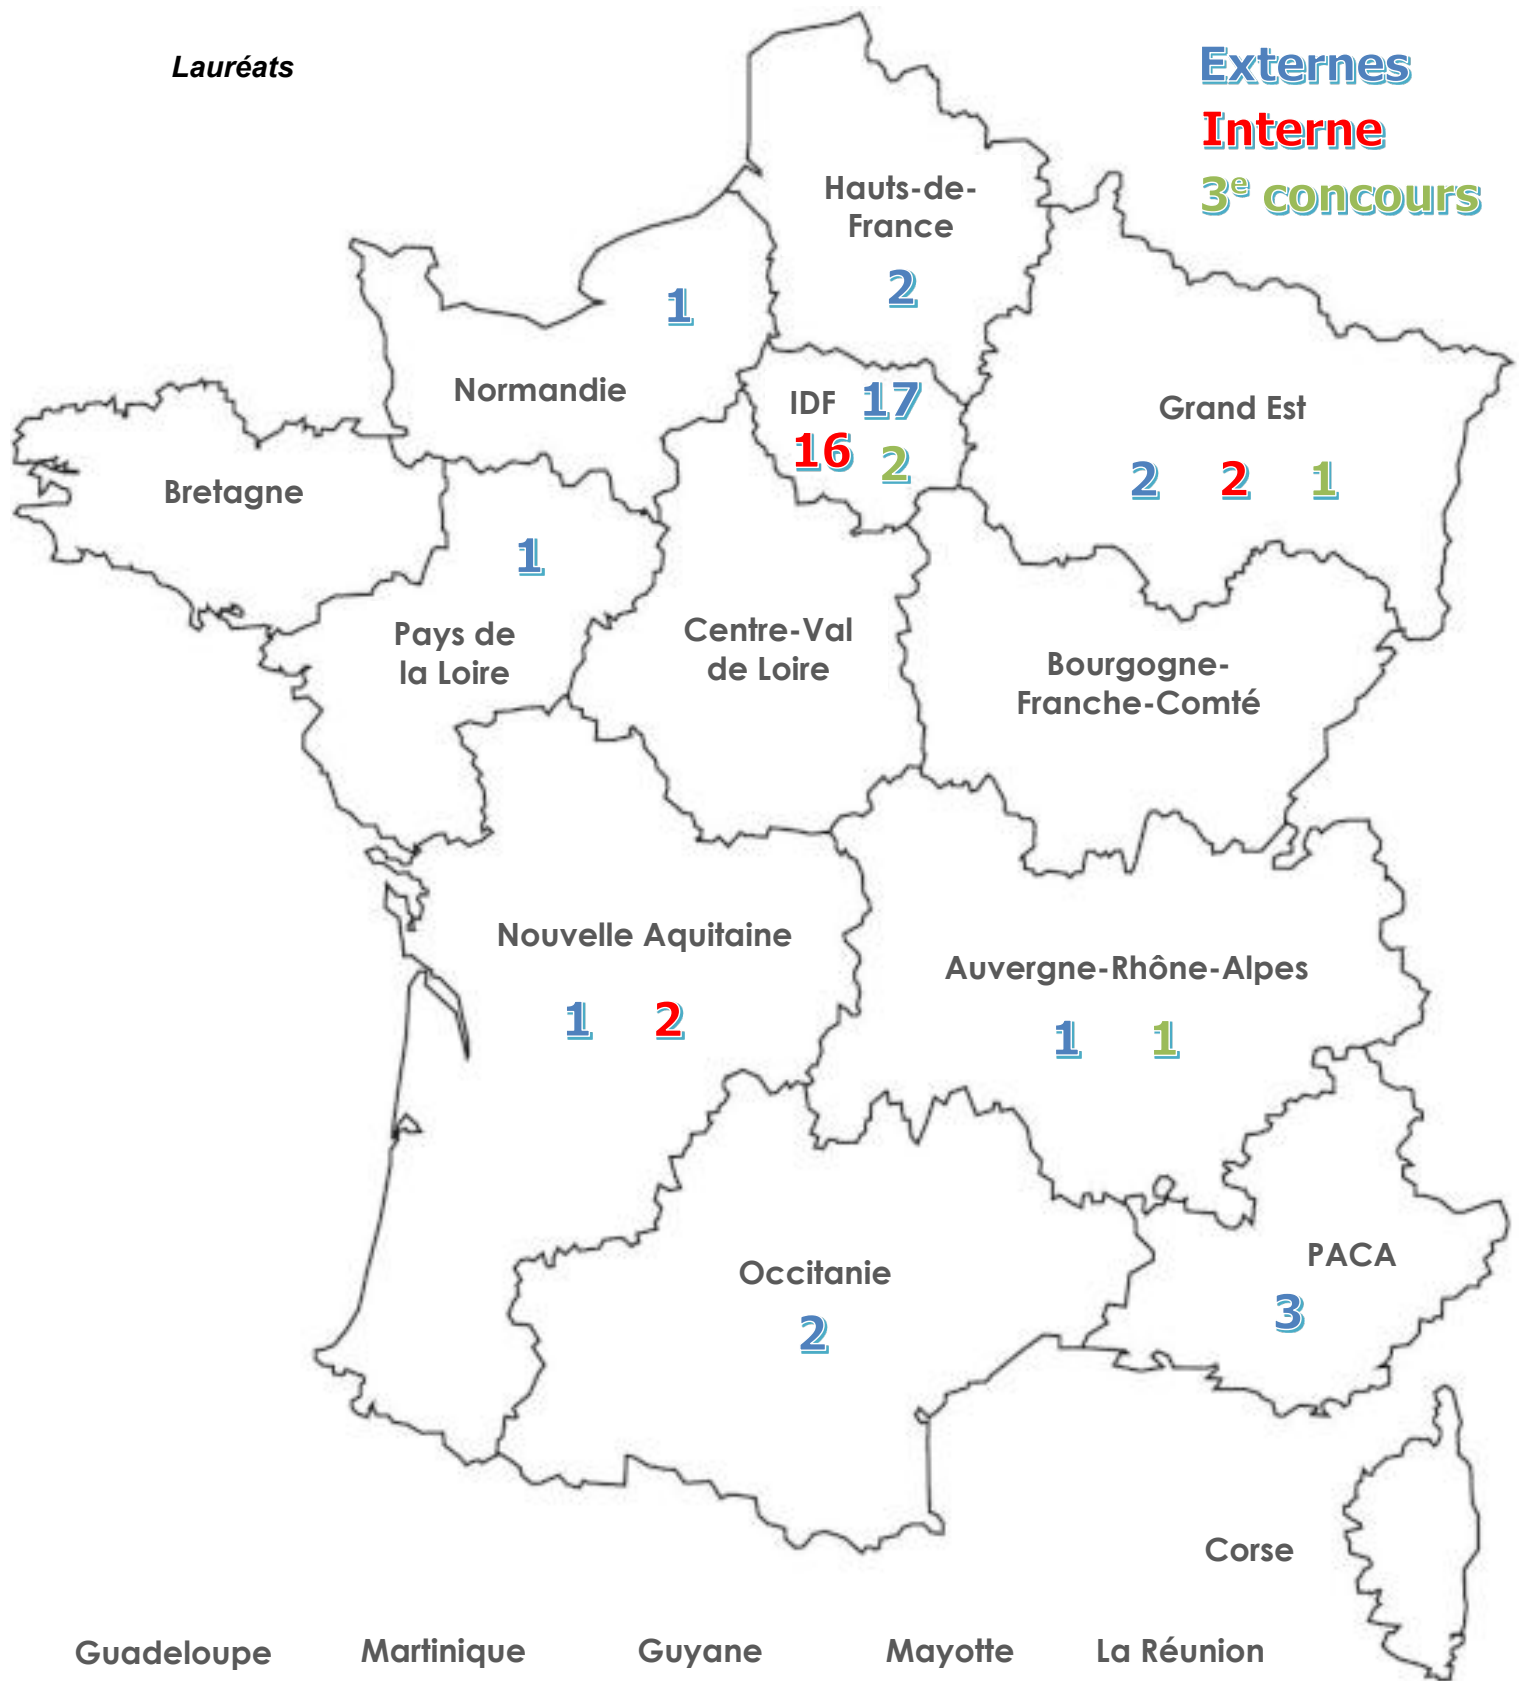 Lauréats
Externes
Interne
3e concours
Hauts-de-
France
2
1
Normandie
IDF 17
16 2
Grand Est
2 2 1
Bretagne
1
Pays de
la Loire
Centre-Val
de Loire
Bourgogne-
Franche-Comté
Nouvelle Aquitaine
1 2
Auvergne-Rhône-Alpes
1 1
Occitanie
2
PACA
3
Corse
Guadeloupe Martinique Guyane Mayotte La Réunion